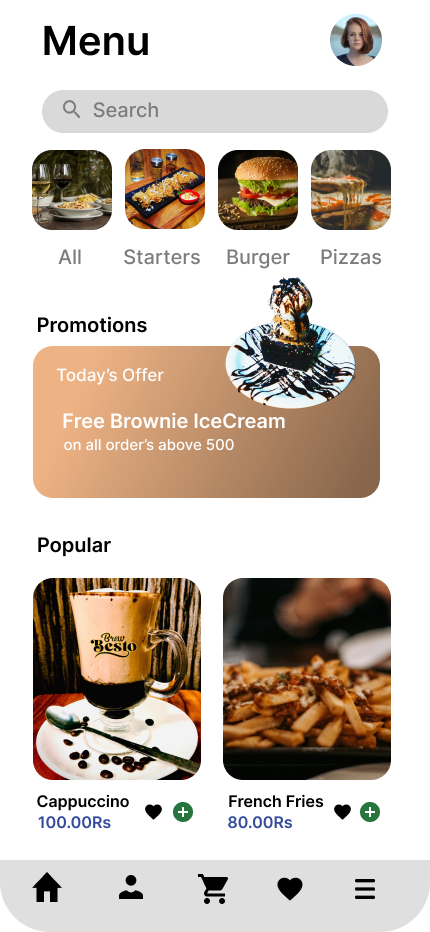 Menu
Search
All
Starters
Burger
Pizzas
Promotions
Today's Offer
Free Brownie IceCream
on all order's above 500
Popular
Brew
Besto
Cappuccino
100.00Rs
French Fries
80.00Rs